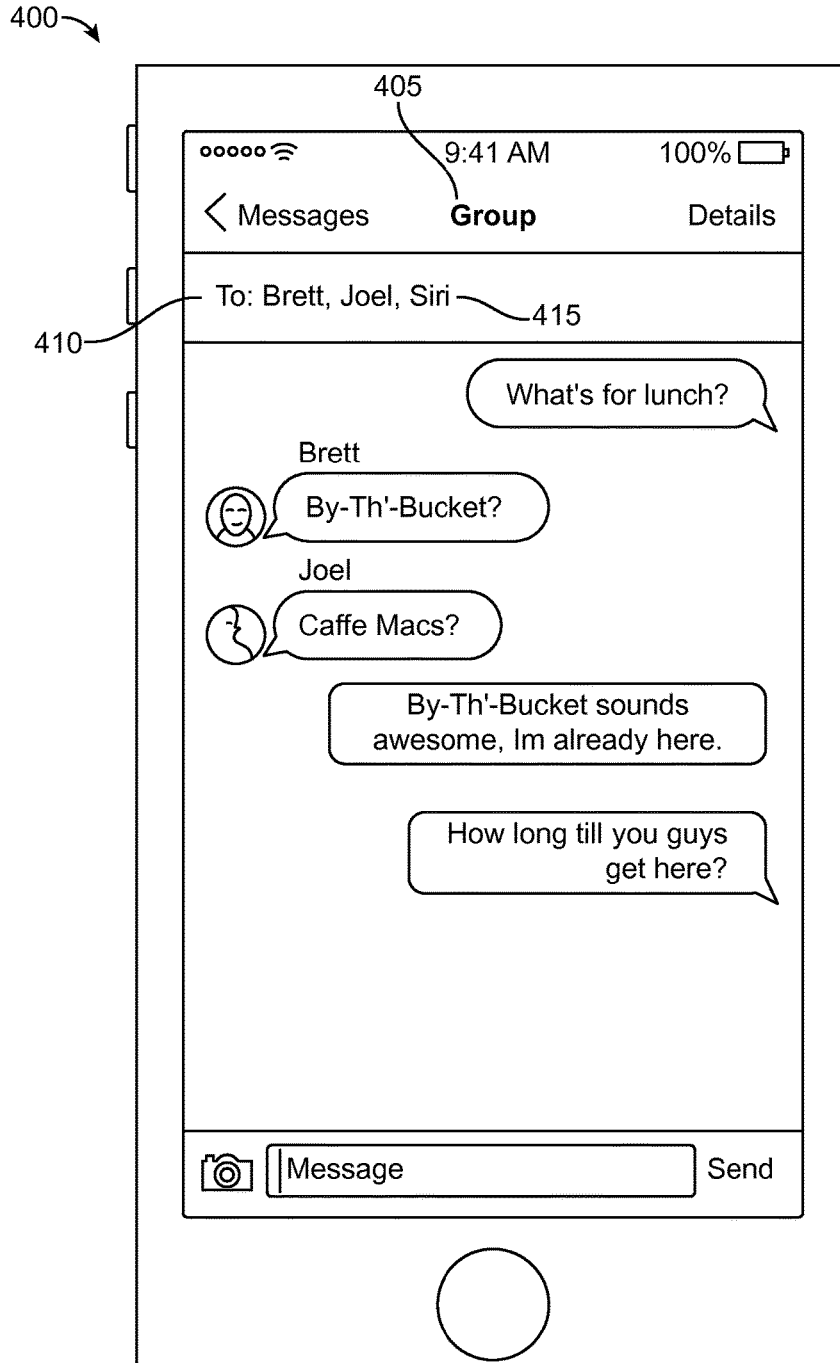 400
405
9:41 AM 100%
Messages Group Details
To: Brett, Joel, Siri
415
410
What's for lunch?
Brett
By-Th'-Bucket?
Joel
Caffe Macs?
By-Th'-Bucket sounds
awesome, Im already here.
How long till you guys
get here?
Message Send